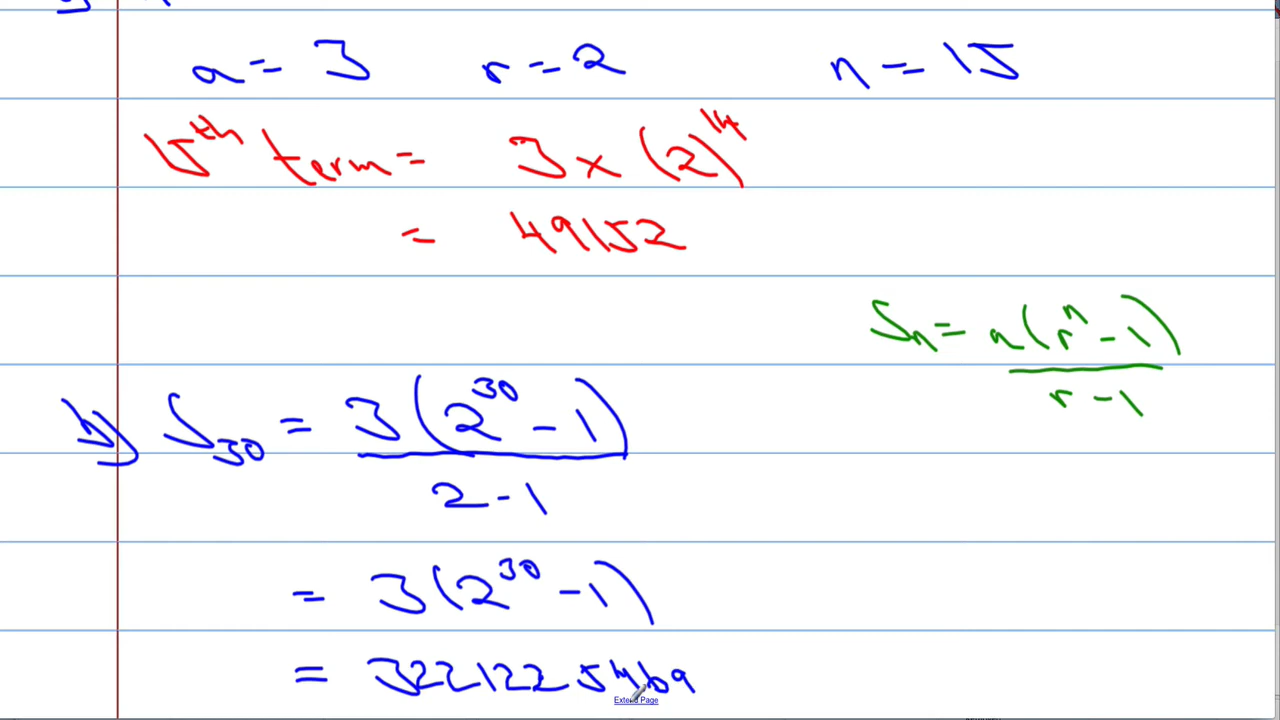 a = 3 r = 2 n = 15
15th term = 3 × (2)^14
= 49152
Sn = a(r^n - 1) / r - 1
b) S30 = 3(2^30 - 1) / 2 - 1
= 3(2^30 - 1)
= 3221225469
Extend Page